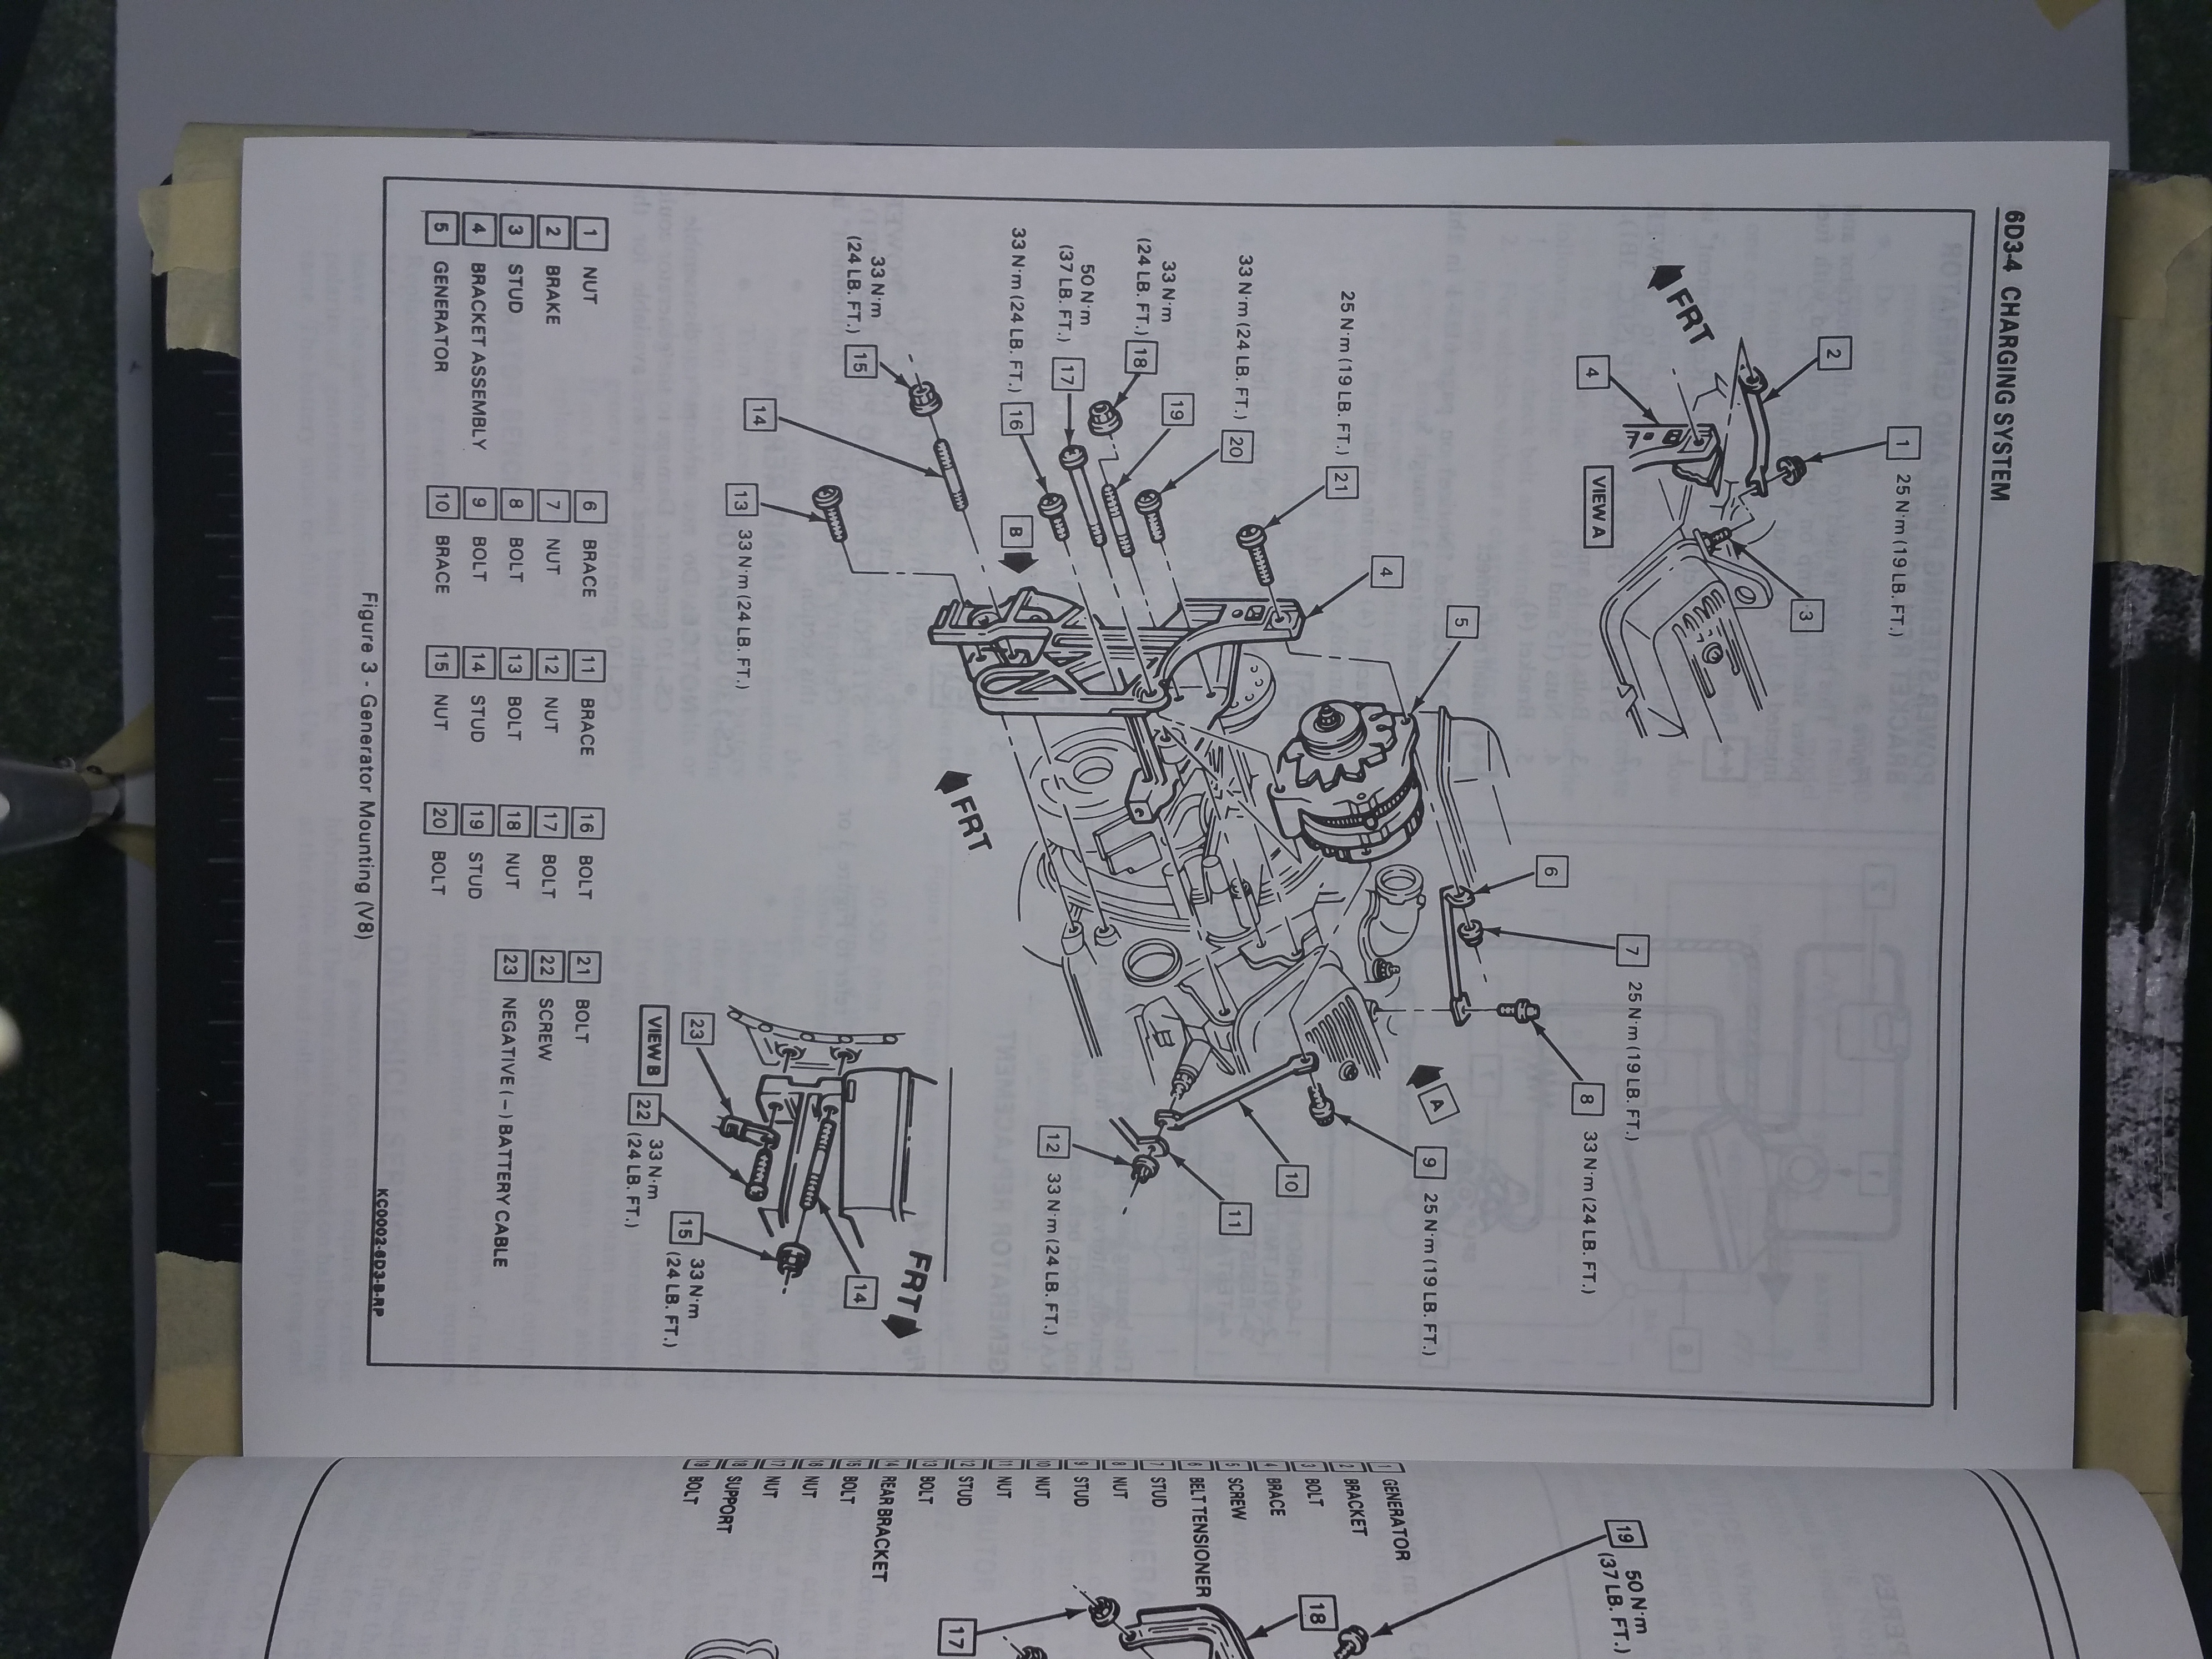 6D3-4 CHARGING SYSTEM
1 25 N·m (19 LB. FT.)
2
3
4
FRT
VIEW A
25 N·m (19 LB. FT.) 21
33 N·m (24 LB. FT.) 20
33 N·m
(24 LB. FT.) 18
19
50 N·m
(37 LB. FT.) 17
33 N·m (24 LB. FT.) 16
33 N·m
(24 LB. FT.) 15
14
13 33 N·m (24 LB. FT.)
B
4
5
6
7 25 N·m (19 LB. FT.)
8 33 N·m (24 LB. FT.)
A
9 25 N·m (19 LB. FT.)
10
11
12 33 N·m (24 LB. FT.)
FRT
FRT
14
15 33 N·m
(24 LB. FT.)
22 33 N·m
(24 LB. FT.)
23
VIEW B
1 NUT
2 BRAKE
3 STUD
4 BRACKET ASSEMBLY
5 GENERATOR
6 BRACE
7 NUT
8 BOLT
9 BOLT
10 BRACE
11 BRACE
12 NUT
13 BOLT
14 STUD
15 NUT
16 BOLT
17 BOLT
18 NUT
19 STUD
20 BOLT
21 BOLT
22 SCREW
23 NEGATIVE (−) BATTERY CABLE
KC0002-6D3-B-RP
Figure 3 - Generator Mounting (V8)
19 50 N·m
(37 LB. FT.)
18
17
1 GENERATOR
2 BRACKET
3 BOLT
4 BRACE
5 SCREW
6 BELT TENSIONER
7 STUD
8 NUT
9 STUD
10 NUT
11 NUT
12 STUD
13 BOLT
14 REAR BRACKET
15 BOLT
16 NUT
17 NUT
18 SUPPORT
19 BOLT